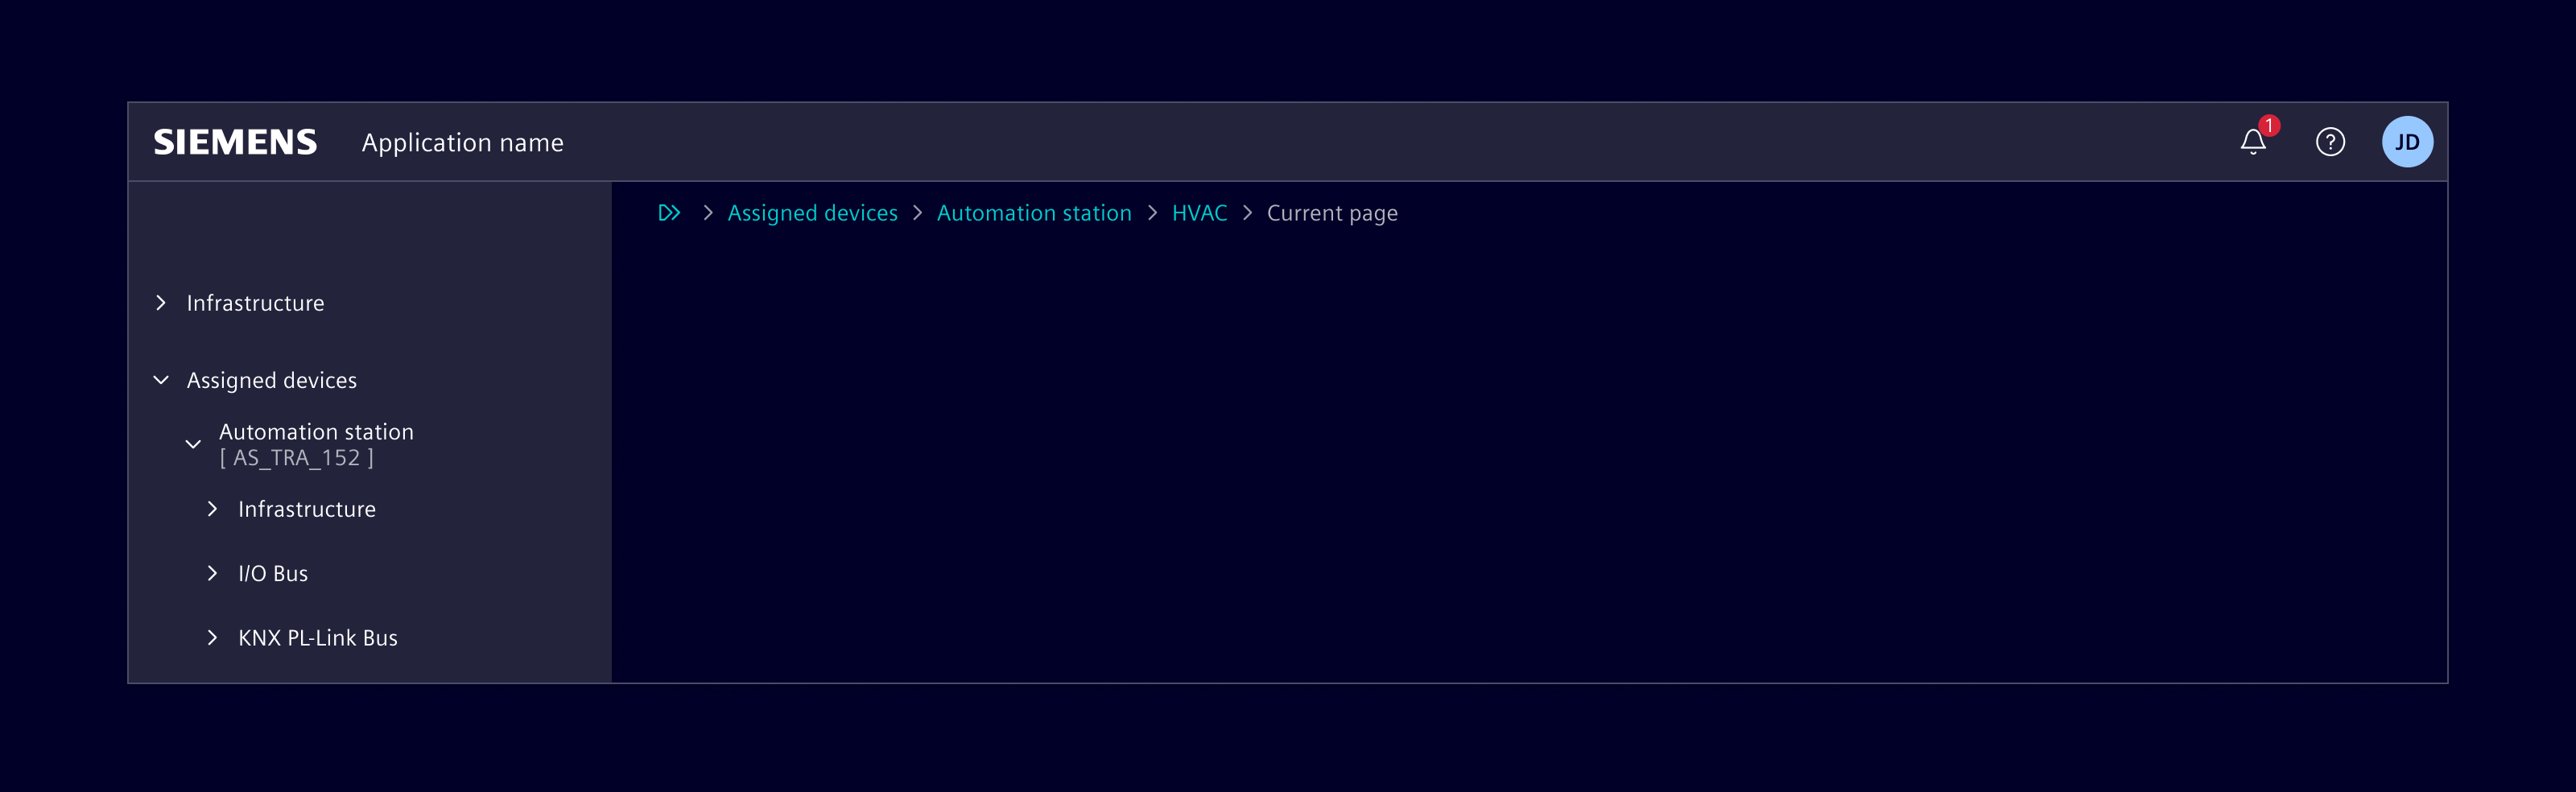 SIEMENS Application name 1 ? JD
Assigned devices Automation station HVAC Current page
Infrastructure
Assigned devices
Automation station
[ AS_TRA_152 ]
Infrastructure
I/O Bus
KNX PL-Link Bus